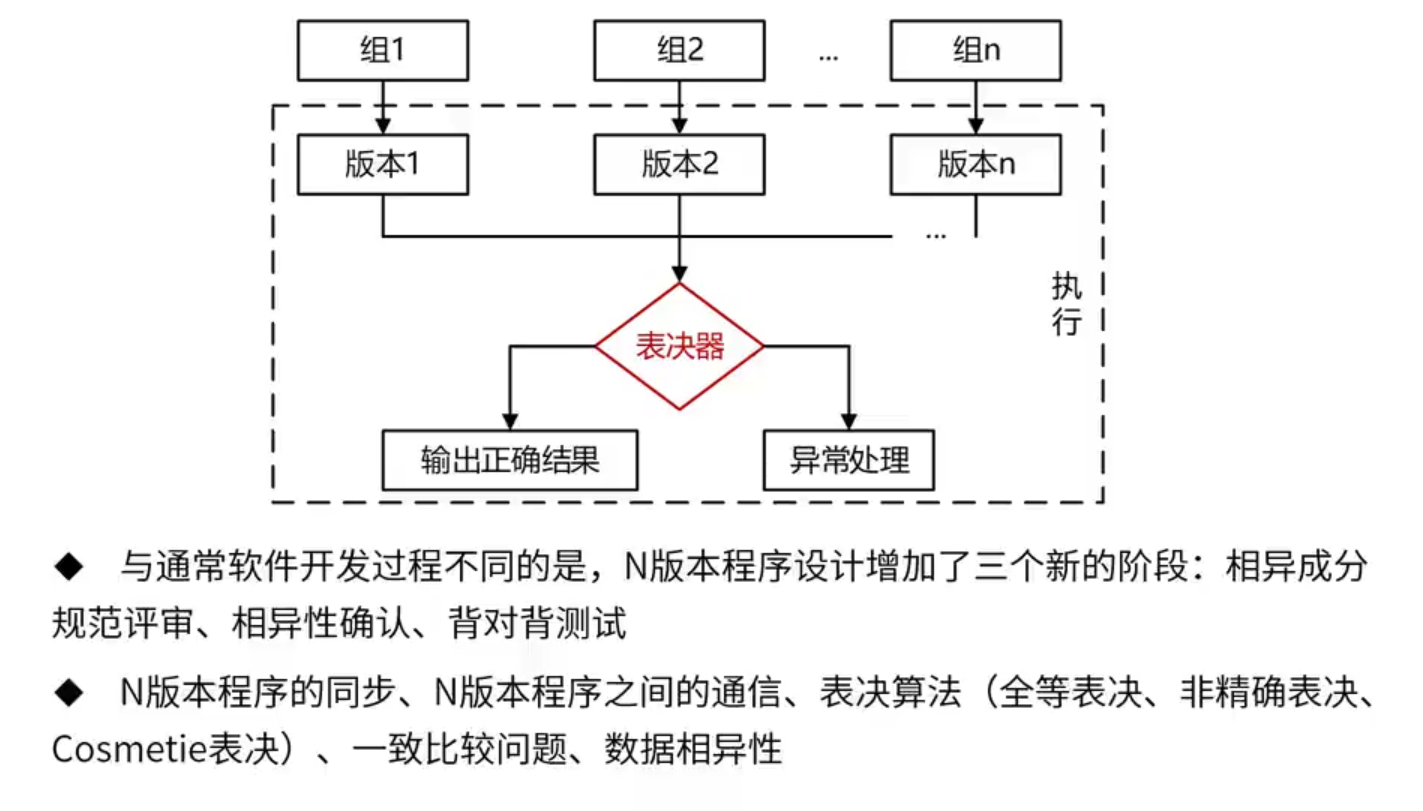 组1 组2 ... 组n
版本1 版本2 版本n
...
执行
表决器
输出正确结果 异常处理
◆ 与通常软件开发过程不同的是，N版本程序设计增加了三个新的阶段：相异成分
规范评审、相异性确认、背对背测试
◆ N版本程序的同步、N版本程序之间的通信、表决算法（全等表决、非精确表决、
Cosmetie表决）、一致比较问题、数据相异性